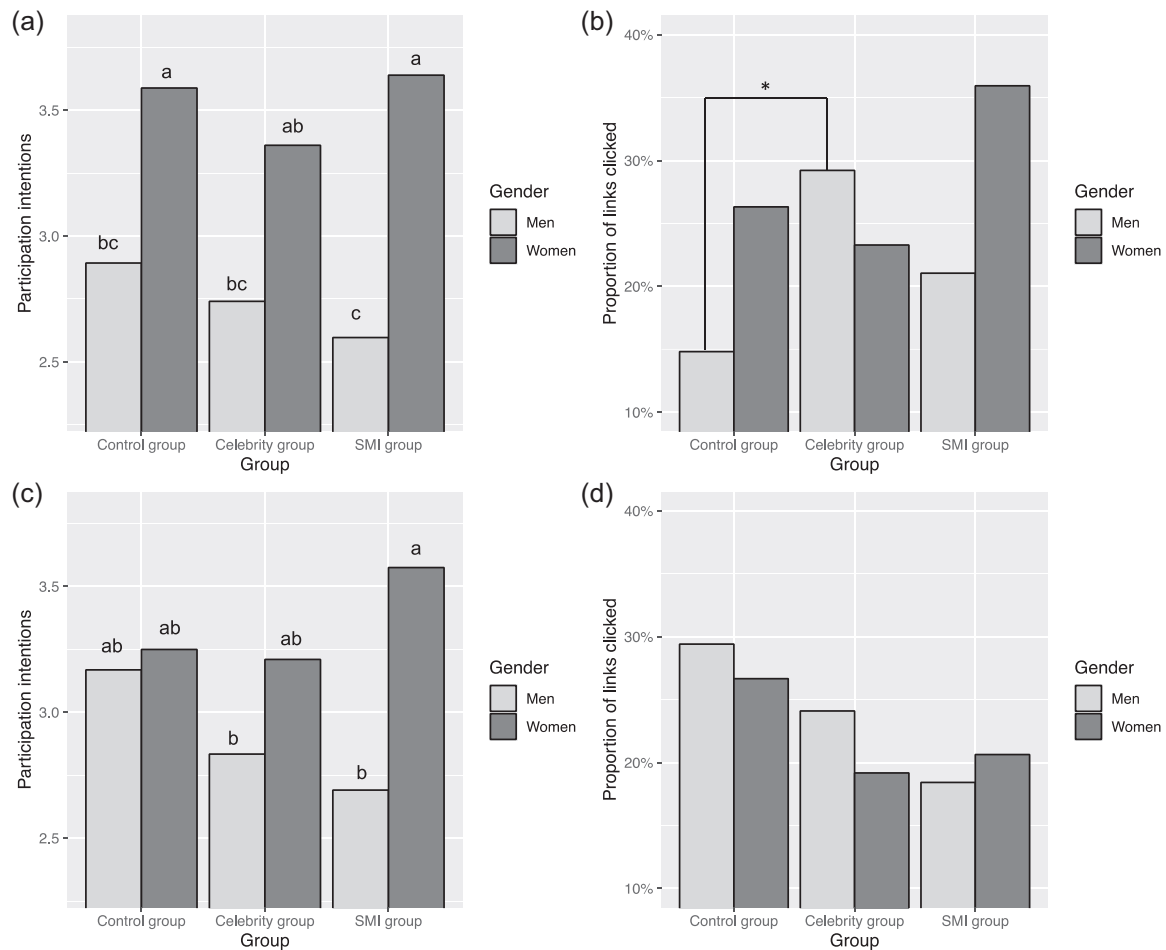 (a)
Participation intentions
3.5
3.0
2.5
bc
a
bc
ab
c
a
Control group Celebrity group SMI group
Group
Gender
Men
Women
(b)
Proportion of links clicked
40%
30%
20%
10%
*
Control group Celebrity group SMI group
Group
Gender
Men
Women
(c)
Participation intentions
3.5
3.0
2.5
ab
ab
b
ab
b
a
Control group Celebrity group SMI group
Group
Gender
Men
Women
(d)
Proportion of links clicked
40%
30%
20%
10%
Control group Celebrity group SMI group
Group
Gender
Men
Women